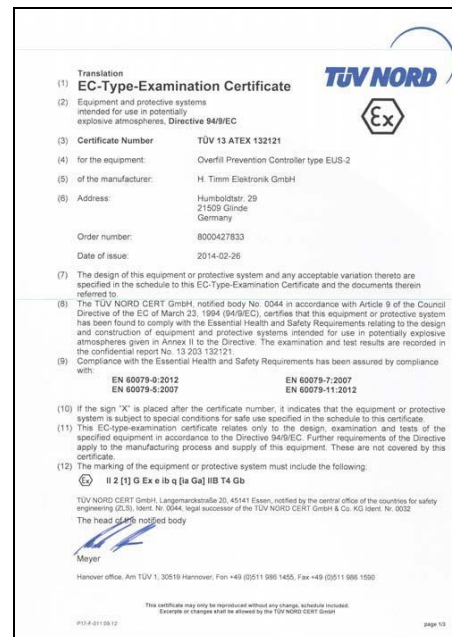 Translation
TÜV NORD
(1) EC-Type-Examination Certificate
(2) Equipment and protective systems
intended for use in potentially
explosive atmospheres, Directive 94/9/EC
(3) Certificate Number TÜV 13 ATEX 132121
(4) for the equipment: Overfill Prevention Controller type EUS-2
(5) of the manufacturer: H. Timm Elektronik GmbH
(6) Address: Humboldtstr. 29
21509 Glinde
Germany
Order number: 8000427833
Date of issue: 2014-02-26
(7) The design of this equipment or protective system and any acceptable variation thereto are
specified in the schedule to this EC-Type-Examination Certificate and the documents therein
referred to.
(8) The TÜV NORD CERT GmbH, notified body No. 0044 in accordance with Article 9 of the Council
Directive of the EC of March 23, 1994 (94/9/EC), certifies that this equipment or protective system
has been found to comply with the Essential Health and Safety Requirements relating to the design
and construction of equipment and protective systems intended for use in potentially explosive
atmospheres given in Annex II to the Directive. The examination and test results are recorded in
the confidential report No. 13 203 132121.
(9) Compliance with the Essential Health and Safety Requirements has been assured by compliance
with:
EN 60079-0:2012 EN 60079-7:2007
EN 60079-5:2007 EN 60079-11:2012
(10) If the sign "X" is placed after the certificate number, it indicates that the equipment or protective
system is subject to special conditions for safe use specified in the schedule to this certificate.
(11) This EC-type-examination certificate relates only to the design, examination and tests of the
specified equipment in accordance to the Directive 94/9/EC. Further requirements of the Directive
apply to the manufacturing process and supply of this equipment. These are not covered by this
certificate.
(12) The marking of the equipment or protective system must include the following:
Ex II 2 [1] G Ex e ib q [ia Ga] IIB T4 Gb
TÜV NORD CERT GmbH, Langemarckstraße 20, 45141 Essen, notified by the central office of the countries for safety
engineering (ZLS), Ident. Nr. 0044, legal successor of the TÜV NORD CERT GmbH & Co. KG Ident. Nr. 0032
The head of the notified body
Meyer
Hanover office, Am TÜV 1, 30519 Hannover, Fon +49 (0)511 986 1455, Fax +49 (0)511 986 1590
This certificate may only be reproduced without any change, schedule included.
Excerpts or changes shall be allowed by the TÜV NORD CERT GmbH
P17-F-011 09.12 page 1/3